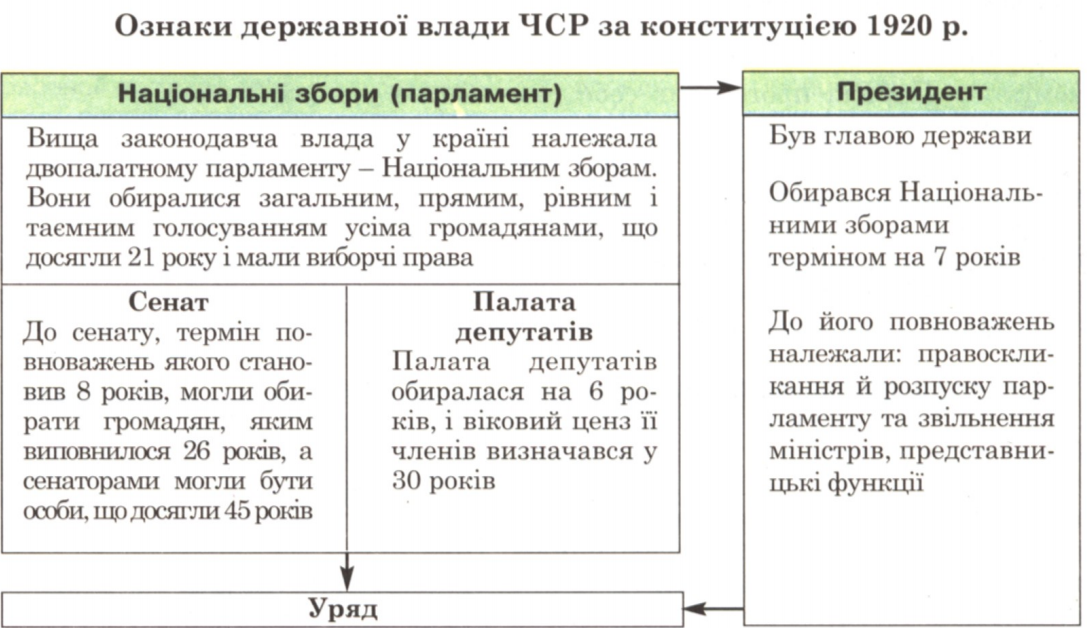 Ознаки державної влади ЧСР за конституцією 1920 р.
Національні збори (парламент)
Вища законодавча влада у країні належала
двопалатному парламенту – Національним зборам.
Вони обиралися загальним, прямим, рівним і
таємним голосуванням усіма громадянами, що
досягли 21 року і мали виборчі права
Сенат
До сенату, термін по-
вноважень якого стано-
вив 8 років, могли оби-
рати громадян, яким
виповнилося 26 років, а
сенаторами могли бути
особи, що досягли 45 років
Палата
депутатів
Палата депутатів
обиралася на 6 ро-
ків, і віковий ценз її
членів визначався у
30 років
Президент
Був главою держави
Обирався Національ-
ними зборами
терміном на 7 років
До його повноважень
належали: правоскли-
кання й розпуску пар-
ламенту та звільнення
міністрів, представни-
цькі функції
Уряд